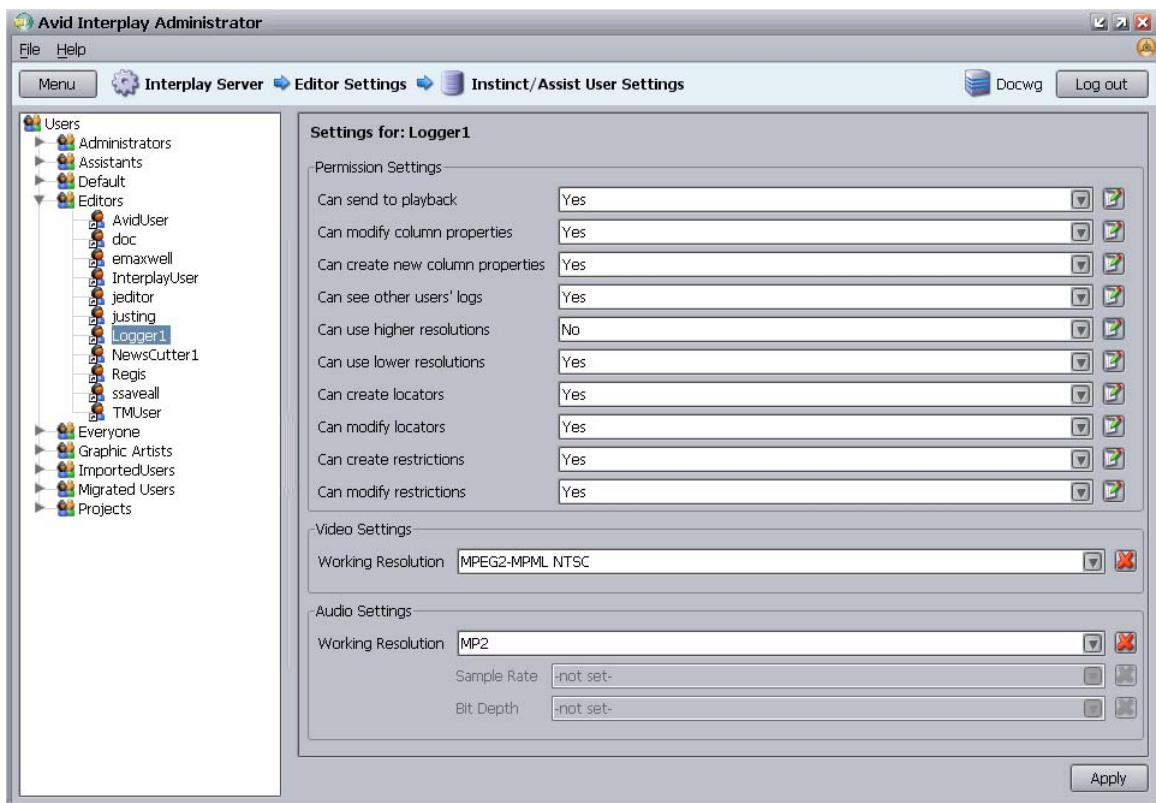 Avid Interplay Administrator
File Help
Menu Interplay Server Editor Settings Instinct/Assist User Settings Docwg Log out
Users
Administrators
Assistants
Default
Editors
AvidUser
doc
emaxwell
InterplayUser
jeditor
justing
Logger1
NewsCutter1
Regis
ssaveall
TMUser
Everyone
Graphic Artists
ImportedUsers
Migrated Users
Projects
Settings for: Logger1
Permission Settings
Can send to playback Yes
Can modify column properties Yes
Can create new column properties Yes
Can see other users' logs Yes
Can use higher resolutions No
Can use lower resolutions Yes
Can create locators Yes
Can modify locators Yes
Can create restrictions Yes
Can modify restrictions Yes
Video Settings
Working Resolution MPEG2-MPML NTSC
Audio Settings
Working Resolution MP2
Sample Rate -not set-
Bit Depth -not set-
Apply